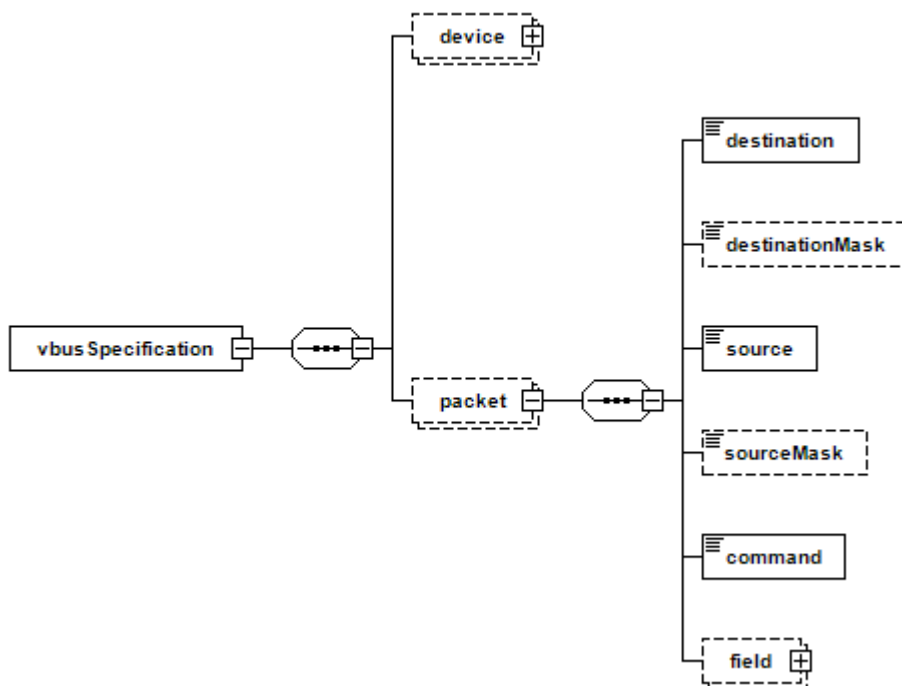 device
destination
destinationMask
vbusSpecification
source
packet
sourceMask
command
field